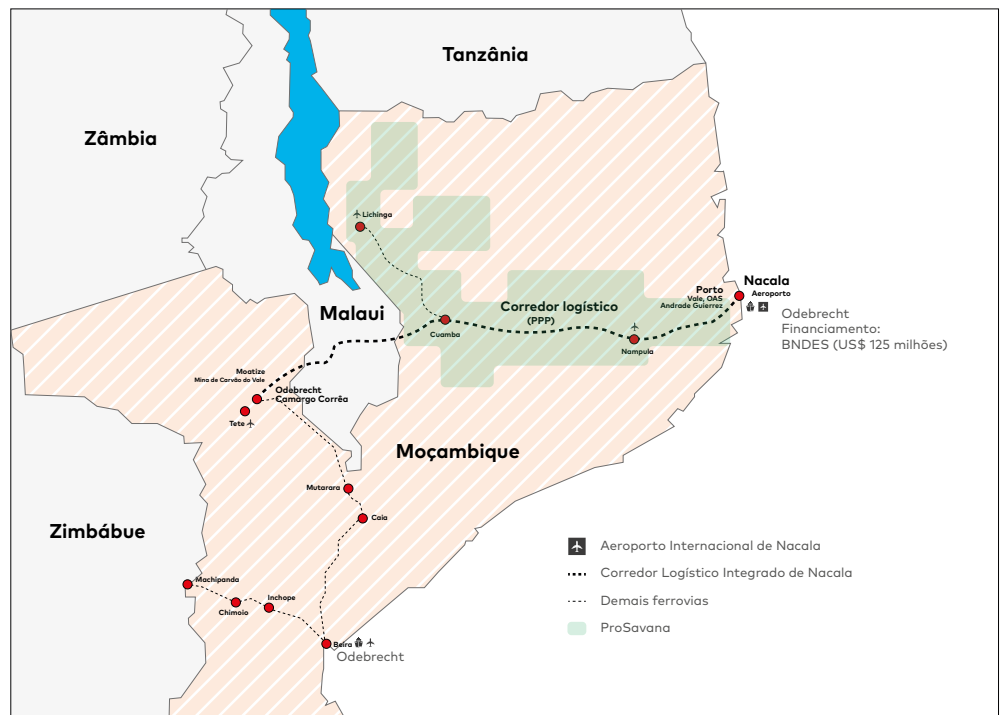 Tanzânia
Zâmbia
Lichinga
Malaui
Corredor logístico
(PPP)
Cuamba
Nampula
Nacala
Aeroporto
Porto
Vale, OAS
Andrade Guierrez
Odebrecht
Financiamento:
BNDES (US$ 125 milhões)
Moatize
Mina de Carvão do Vale
Odebrecht
Camargo Corrêa
Tete
Moçambique
Mutarara
Caia
Zimbábue
Machipanda
Chimoio
Inchope
Beira
Odebrecht
Aeroporto Internacional de Nacala
Corredor Logístico Integrado de Nacala
Demais ferrovias
ProSavana